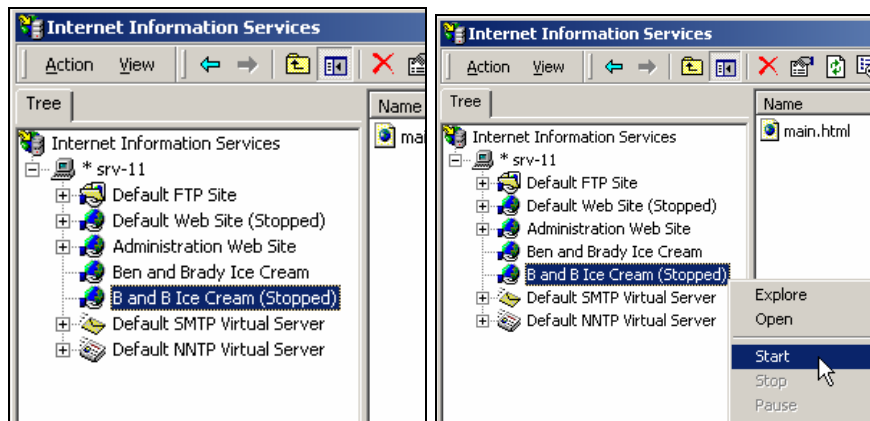 Internet Information Services
Action View
Tree
Name
Internet Information Services
* srv-11
Default FTP Site
Default Web Site (Stopped)
Administration Web Site
Ben and Brady Ice Cream
B and B Ice Cream (Stopped)
Default SMTP Virtual Server
Default NNTP Virtual Server
Internet Information Services
Action View
Tree
Name
main.html
Internet Information Services
* srv-11
Default FTP Site
Default Web Site (Stopped)
Administration Web Site
Ben and Brady Ice Cream
B and B Ice Cream (Stopped)
Default SMTP Virtual Server
Default NNTP Virtual Server
Explore
Open
Start
Stop
Pause